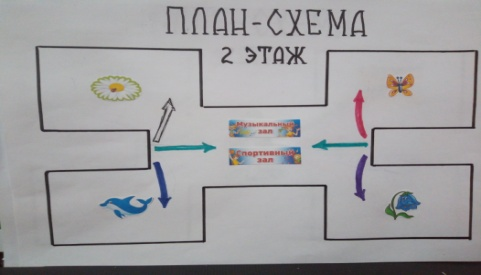 ПЛАН-СХЕМА
2 ЭТАЖ
Музыкальный
зал
Спортивный
зал